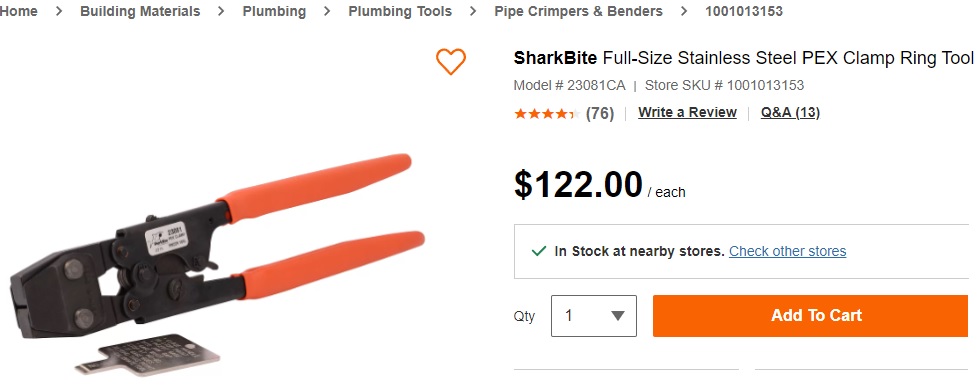 Home > Building Materials > Plumbing > Plumbing Tools > Pipe Crimpers & Benders > 1001013153
SharkBite Full-Size Stainless Steel PEX Clamp Ring Tool
Model # 23081CA | Store SKU # 1001013153
(76) | Write a Review | Q&A (13)
$122.00 / each
In Stock at nearby stores. Check other stores
Qty 1 Add To Cart
23081